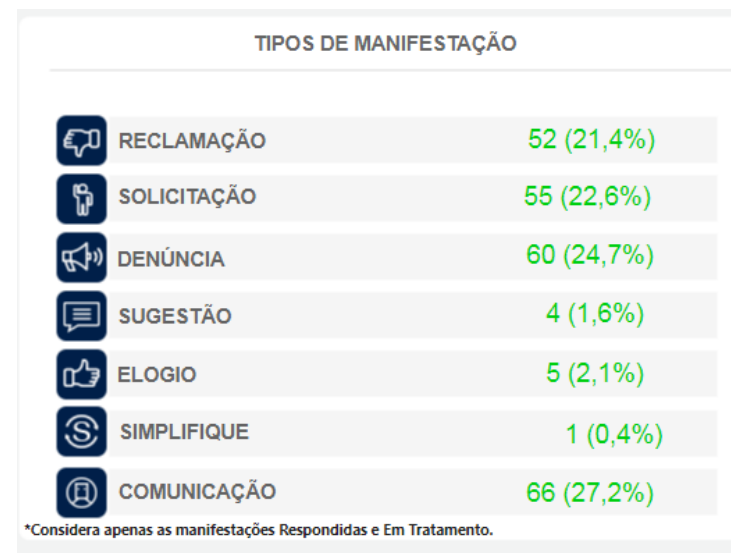 TIPOS DE MANIFESTAÇÃO
RECLAMAÇÃO 52 (21,4%)
SOLICITAÇÃO 55 (22,6%)
DENÚNCIA 60 (24,7%)
SUGESTÃO 4 (1,6%)
ELOGIO 5 (2,1%)
SIMPLIFIQUE 1 (0,4%)
COMUNICAÇÃO 66 (27,2%)
*Considera apenas as manifestações Respondidas e Em Tratamento.